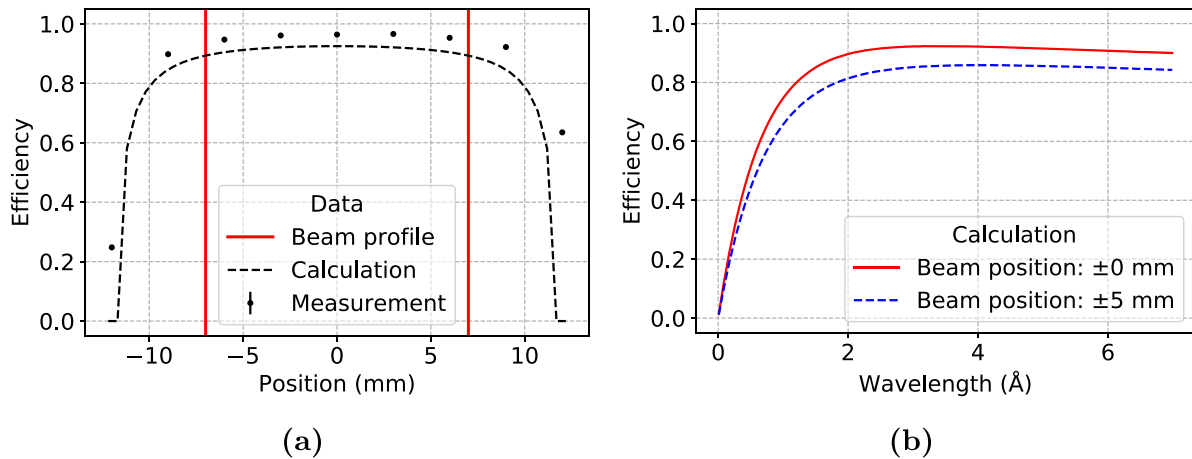 1.0
0.8
0.6
0.4
0.2
0.0
Efficiency
−10
−5
0
5
10
Position (mm)
Data
Beam profile
Calculation
Measurement
(a)
1.0
0.8
0.6
0.4
0.2
0.0
Efficiency
0
2
4
6
Wavelength (Å)
Calculation
Beam position: ±0 mm
Beam position: ±5 mm
(b)